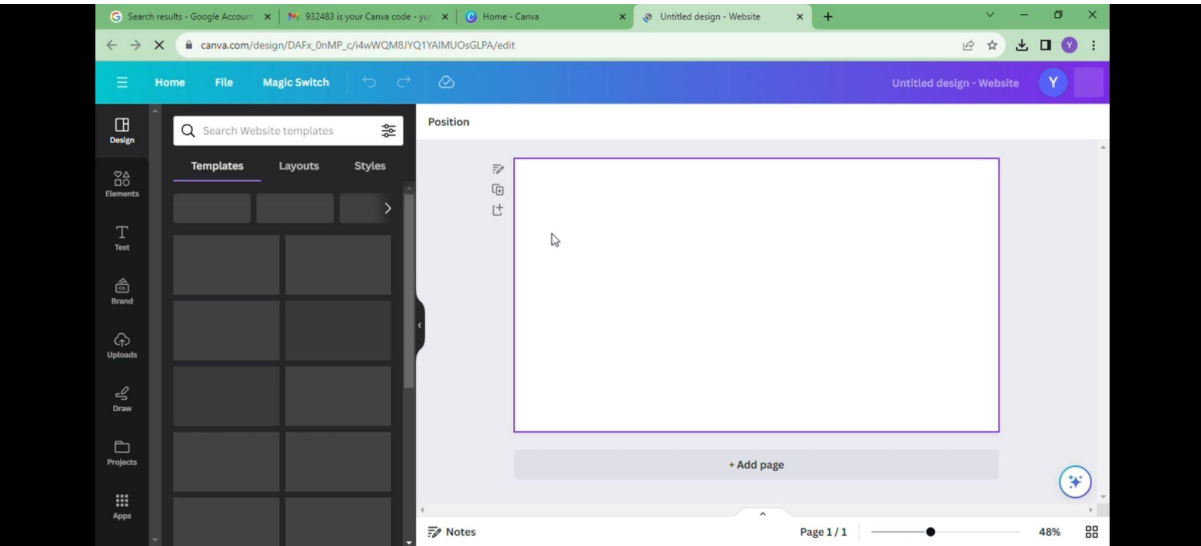 Search results - Google Account
932483 is your Canva code - yur
Home - Canva
Untitled design - Website
canva.com/design/DAFx_0nMP_c/i4wWQM8JYQ1YAIMUOsGLPA/edit
Y
Home File Magic Switch
Untitled design - Website
Y
Design
Elements
Text
Brand
Uploads
Draw
Projects
Apps
Search Website templates
Templates Layouts Styles
Position
+ Add page
Notes
Page 1 / 1
48%